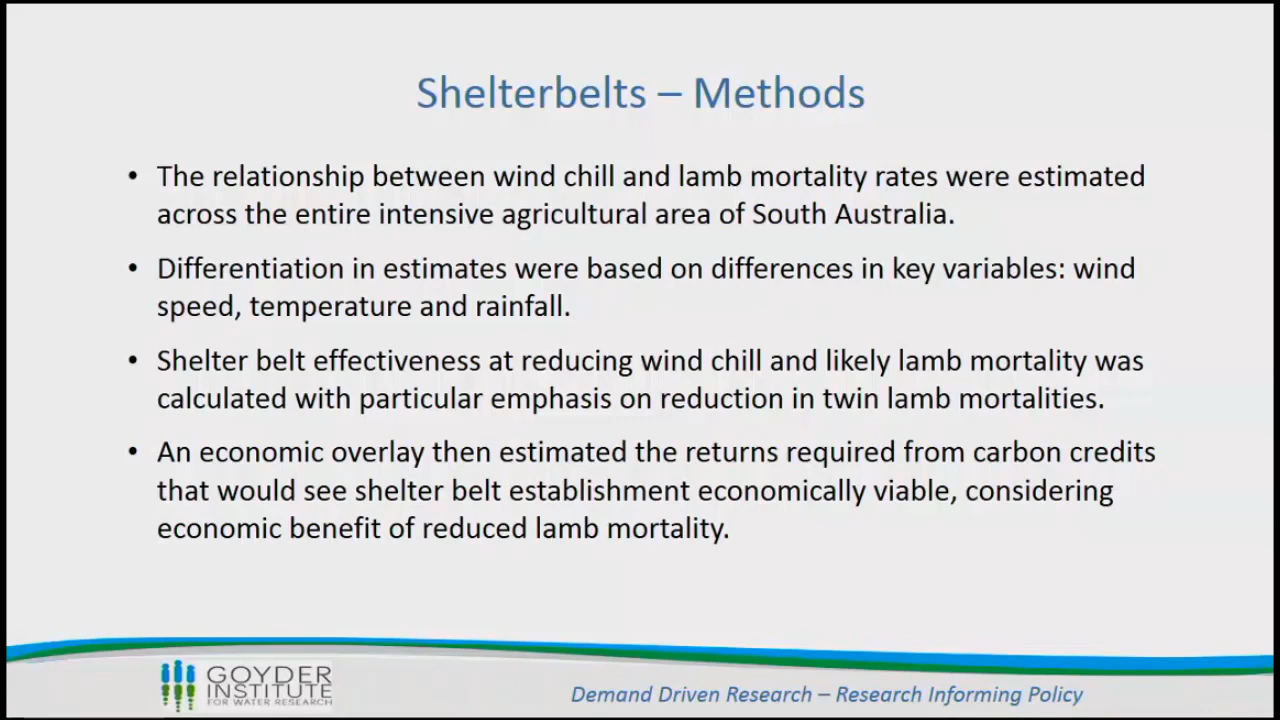 Shelterbelts – Methods
• The relationship between wind chill and lamb mortality rates were estimated
across the entire intensive agricultural area of South Australia.
• Differentiation in estimates were based on differences in key variables: wind
speed, temperature and rainfall.
• Shelter belt effectiveness at reducing wind chill and likely lamb mortality was
calculated with particular emphasis on reduction in twin lamb mortalities.
• An economic overlay then estimated the returns required from carbon credits
that would see shelter belt establishment economically viable, considering
economic benefit of reduced lamb mortality.
GOYDER
INSTITUTE
FOR WATER RESEARCH
Demand Driven Research – Research Informing Policy